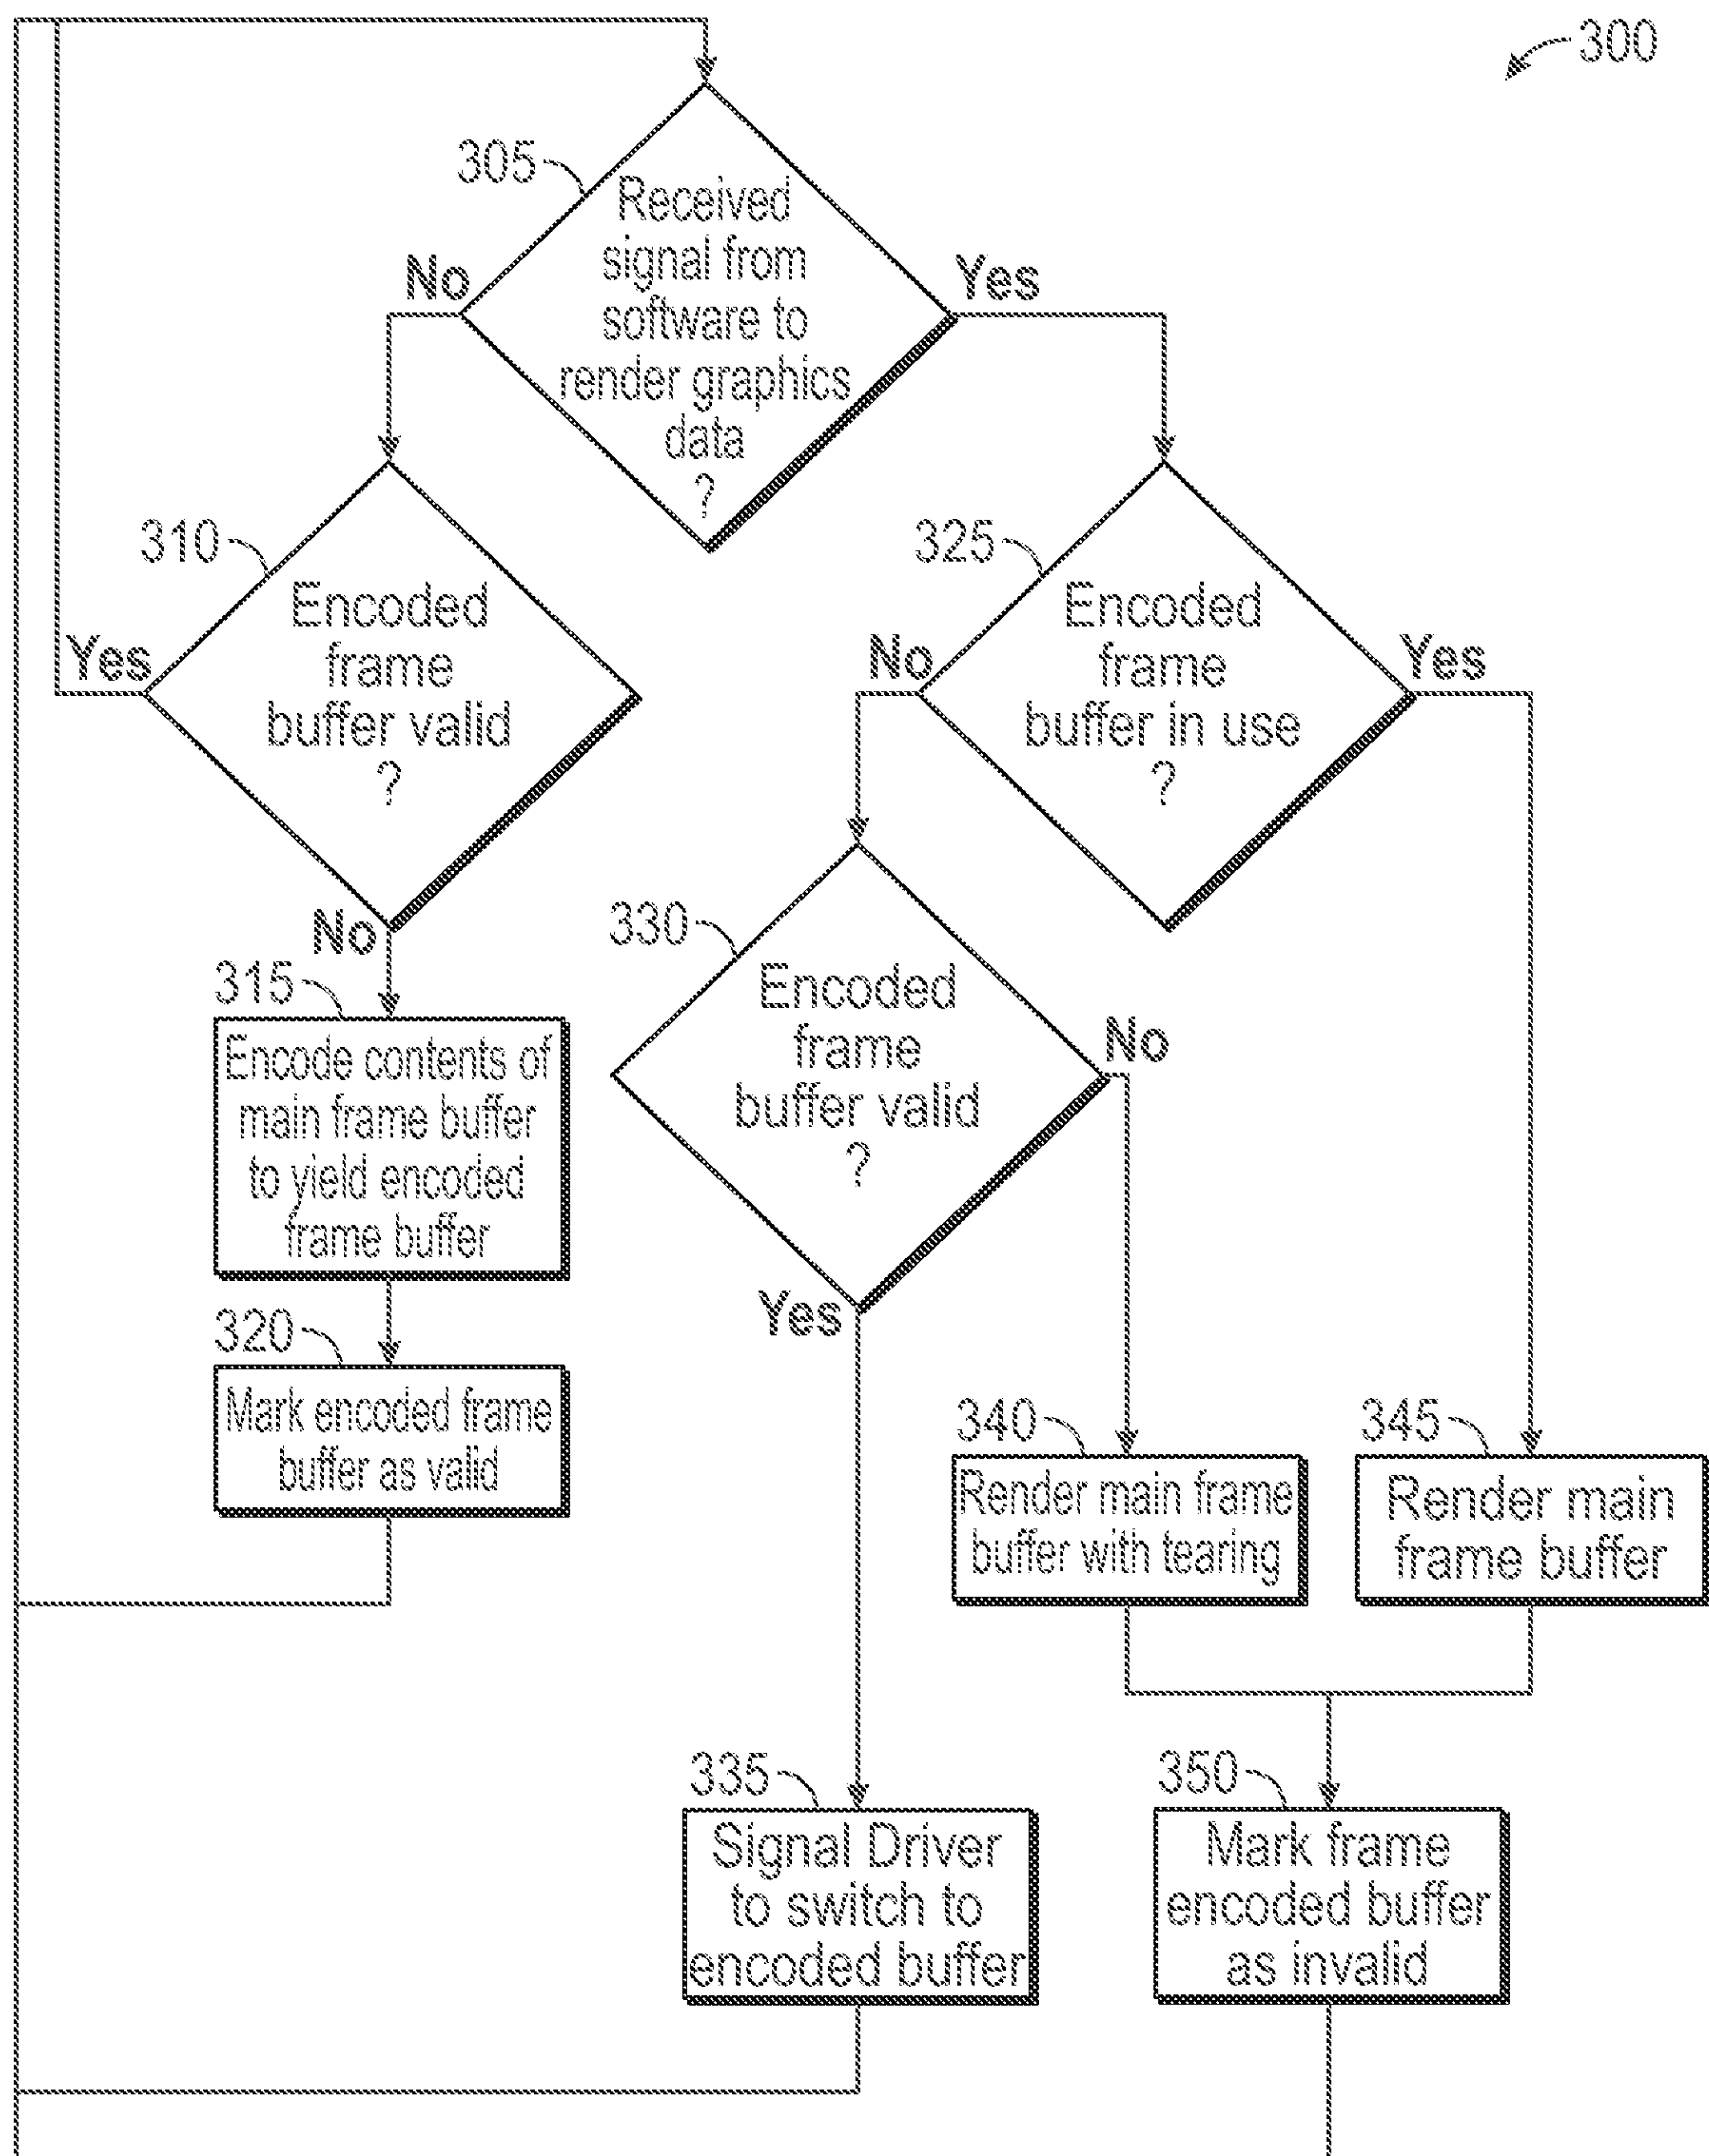 300
305
Received
signal from
software to
render graphics
data
?
No
Yes
310
Encoded
frame
buffer valid
?
Yes
No
325
Encoded
frame
buffer in use
?
No
Yes
330
Encoded
frame
buffer valid
?
No
Yes
315
Encode contents of
main frame buffer
to yield encoded
frame buffer
320
Mark encoded frame
buffer as valid
340
Render main frame
buffer with tearing
345
Render main
frame buffer
335
Signal Driver
to switch to
encoded buffer
350
Mark frame
encoded buffer
as invalid